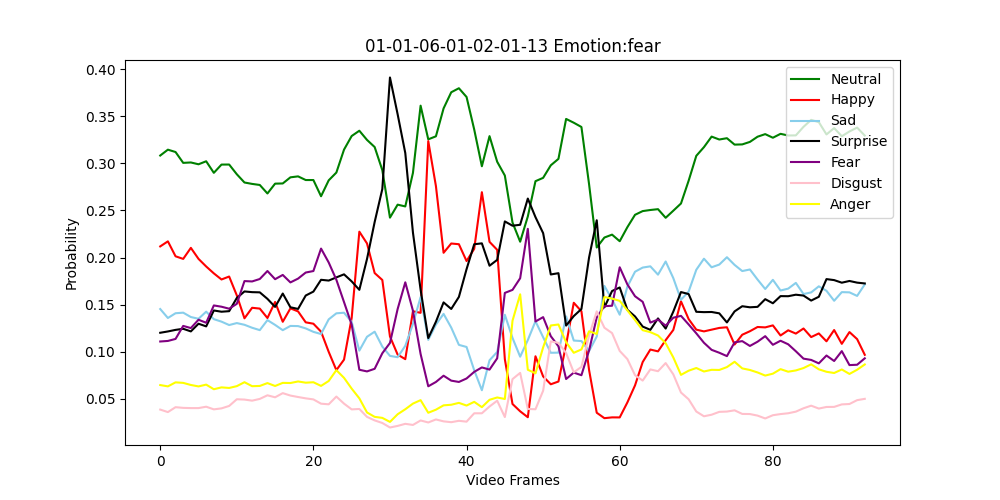 01-01-06-01-02-01-13 Emotion:fear
Probability
0.40
0.35
0.30
0.25
0.20
0.15
0.10
0.05
0
20
40
60
80
Video Frames
Neutral
Happy
Sad
Surprise
Fear
Disgust
Anger